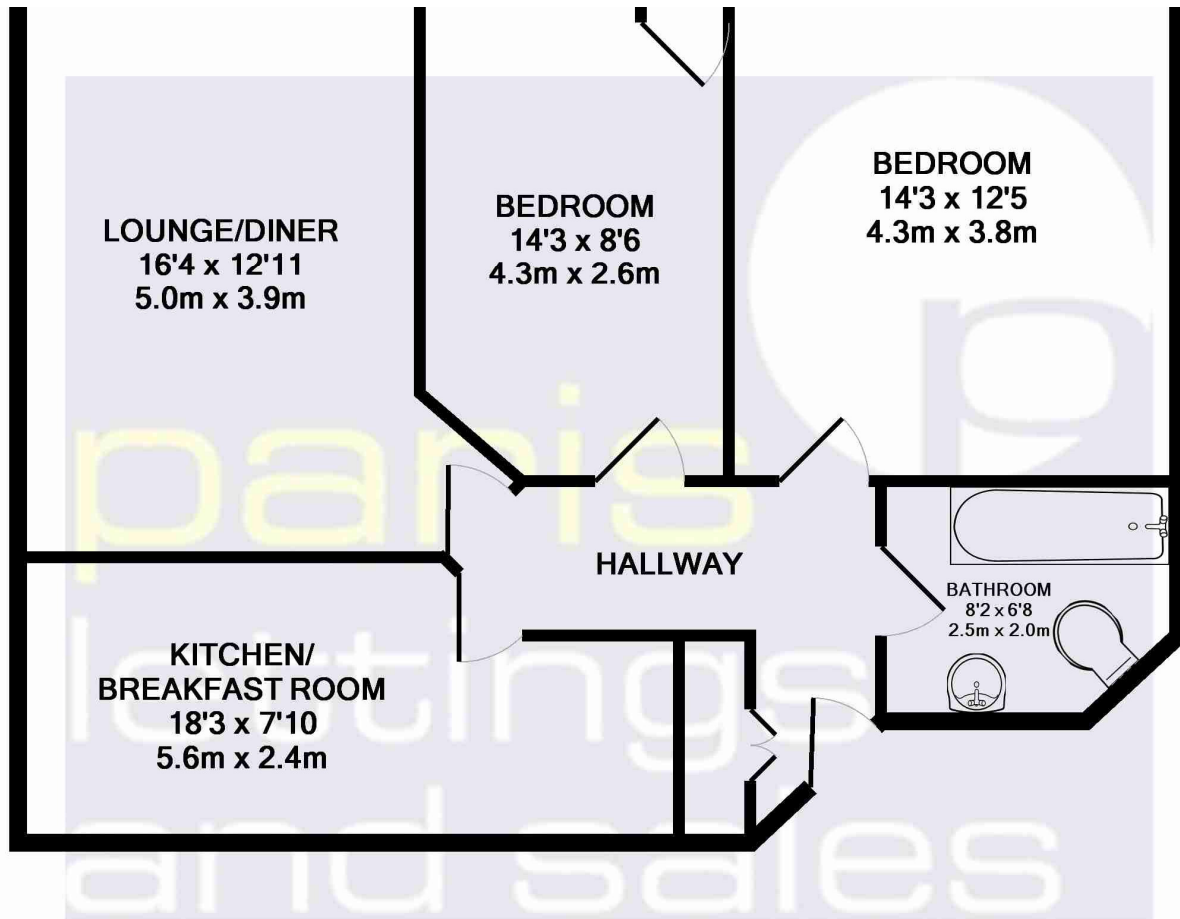 LOUNGE/DINER
16'4 x 12'11
5.0m x 3.9m
BEDROOM
14'3 x 8'6
4.3m x 2.6m
BEDROOM
14'3 x 12'5
4.3m x 3.8m
HALLWAY
BATHROOM
8'2 x 6'8
2.5m x 2.0m
KITCHEN/
BREAKFAST ROOM
18'3 x 7'10
5.6m x 2.4m
p
paris
lettings
and sales